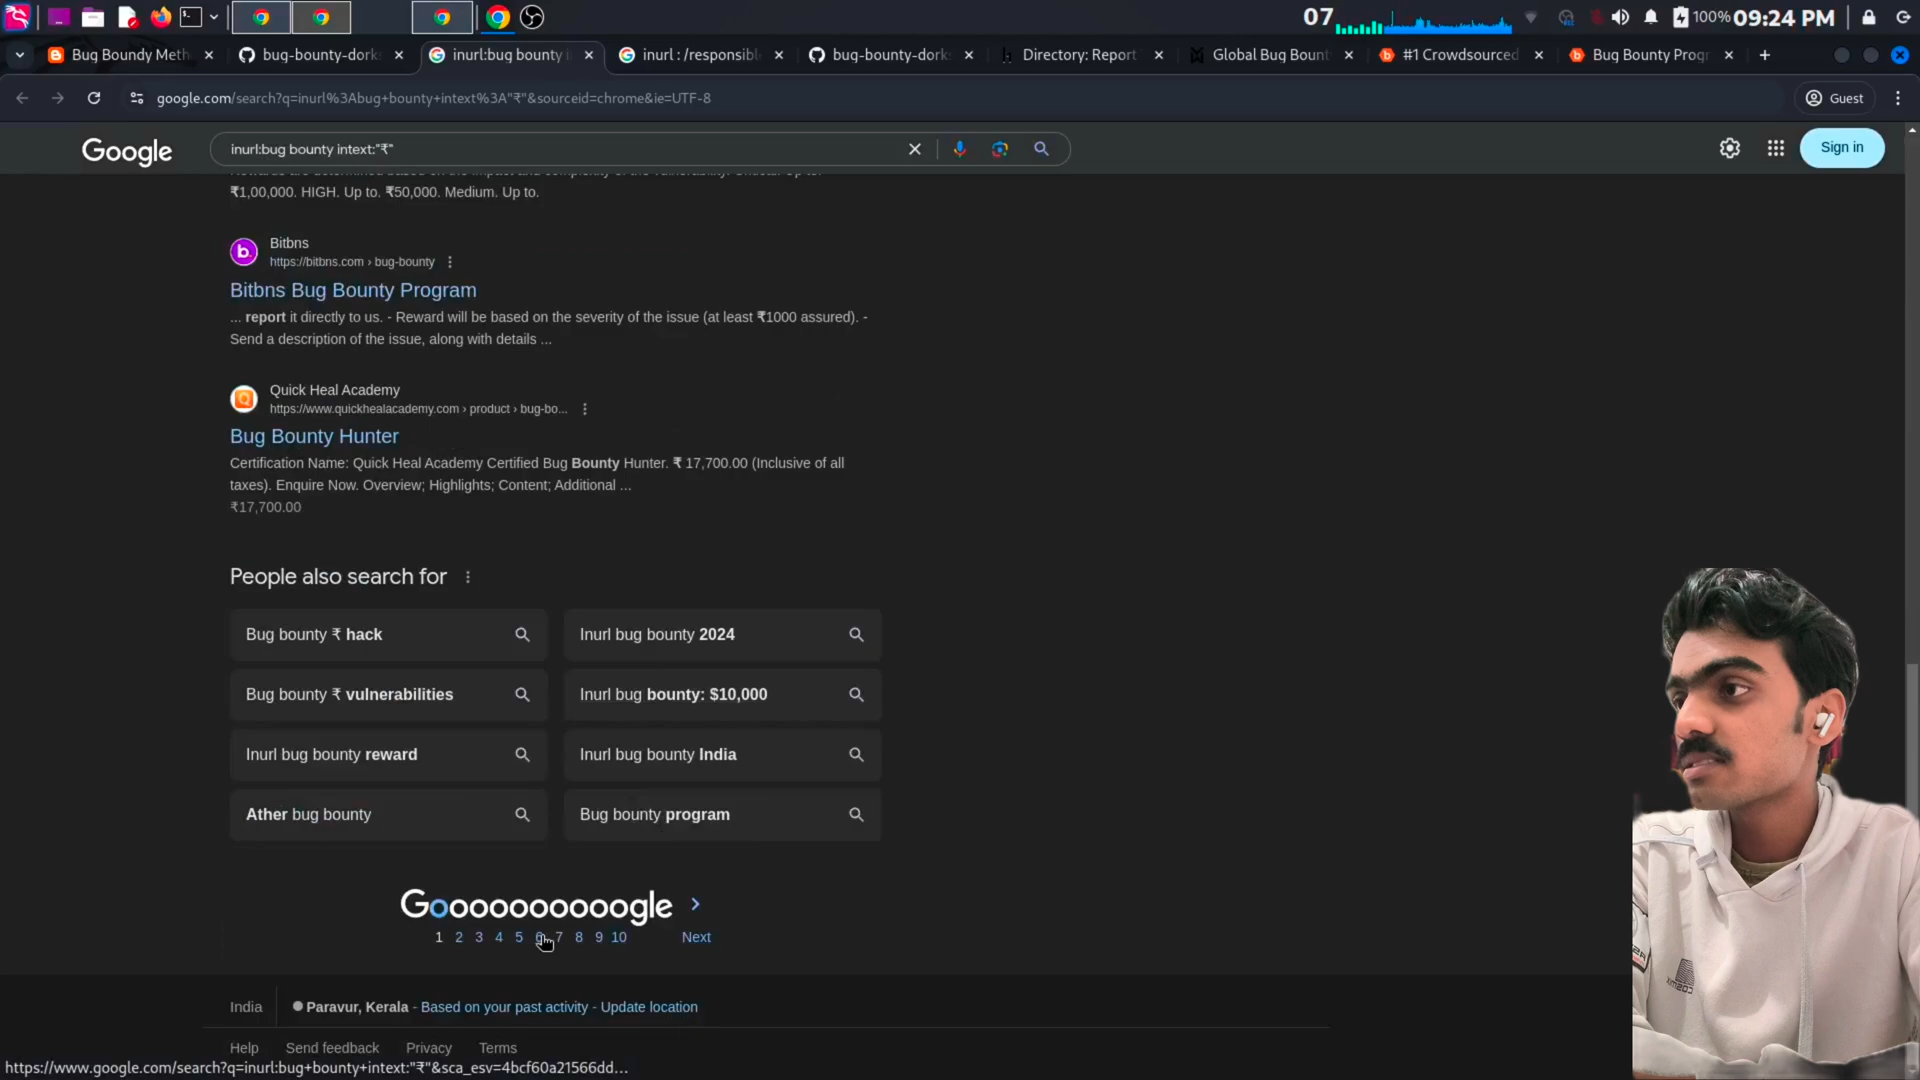 07
100%
09:24 PM
Bug Boundy Meth
bug-bounty-dork
inurl:bug bounty i
inurl : /responsible
bug-bounty-dork
Directory: Report
Global Bug Bount
#1 Crowdsourced
Bug Bounty Prog
google.com/search?q=inurl%3Abug+bounty+intext%3A"₹"&sourceid=chrome&ie=UTF-8
Guest
Google
inurl:bug bounty intext:"₹"
Sign in
₹1,00,000. HIGH. Up to. ₹50,000. Medium. Up to.
Bitbns
https://bitbns.com › bug-bounty
Bitbns Bug Bounty Program
... report it directly to us. - Reward will be based on the severity of the issue (at least ₹1000 assured). -
Send a description of the issue, along with details ...
Quick Heal Academy
https://www.quickhealacademy.com › product › bug-bo...
Bug Bounty Hunter
Certification Name: Quick Heal Academy Certified Bug Bounty Hunter. ₹ 17,700.00 (Inclusive of all
taxes). Enquire Now. Overview; Highlights; Content; Additional ...
₹17,700.00
People also search for
Bug bounty ₹ hack
Inurl bug bounty 2024
Bug bounty ₹ vulnerabilities
Inurl bug bounty: $10,000
Inurl bug bounty reward
Inurl bug bounty India
Ather bug bounty
Bug bounty program
Goooooooooogle
1 2 3 4 5 6 7 8 9 10 Next
India
Paravur, Kerala - Based on your past activity - Update location
Help Send feedback Privacy Terms
https://www.google.com/search?q=inurl:bug+bounty+intext:"₹"&sca_esv=4bcf60a21566dd...